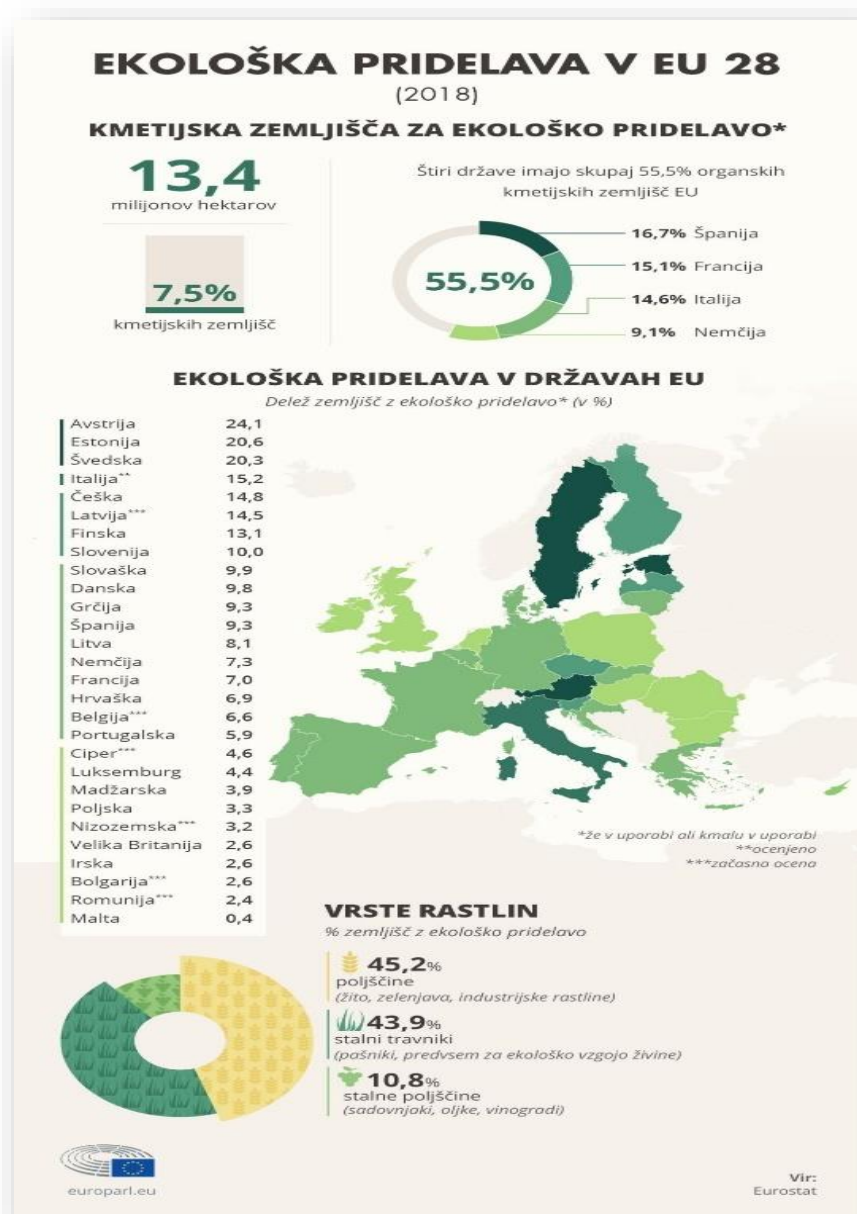 EKOLOŠKA PRIDELAVA V EU 28
(2018)
KMETIJSKA ZEMLJIŠČA ZA EKOLOŠKO PRIDELAVO*
13,4
milijonov hektarov
7,5%
kmetijskih zemljišč
Štiri države imajo skupaj 55,5% organskih
kmetijskih zemljišč EU
55,5%
16,7% Španija
15,1% Francija
14,6% Italija
9,1% Nemčija
EKOLOŠKA PRIDELAVA V DRŽAVAH EU
Delež zemljišč z ekološko pridelavo* (v %)
Avstrija 24,1
Estonija 20,6
Švedska 20,3
Italija** 15,2
Češka 14,8
Latvija*** 14,5
Finska 13,1
Slovenija 10,0
Slovaška 9,9
Danska 9,8
Grčija 9,3
Španija 9,3
Litva 8,1
Nemčija 7,3
Francija 7,0
Hrvaška 6,9
Belgija*** 6,6
Portugalska 5,9
Ciper*** 4,6
Luksemburg 4,4
Madžarska 3,9
Poljska 3,3
Nizozemska*** 3,2
Velika Britanija 2,6
Irska 2,6
Bolgarija*** 2,6
Romunija*** 2,4
Malta 0,4
*že v uporabi ali kmalu v uporabi
**ocenjeno
***začasna ocena
VRSTE RASTLIN
% zemljišč z ekološko pridelavo
45,2%
poljščine
(žito, zelenjava, industrijske rastline)
43,9%
stalni travniki
(pašniki, predvsem za ekološko vzgojo živine)
10,8%
stalne poljščine
(sadovnjaki, oljke, vinogradi)
europarl.eu
Vir:
Eurostat